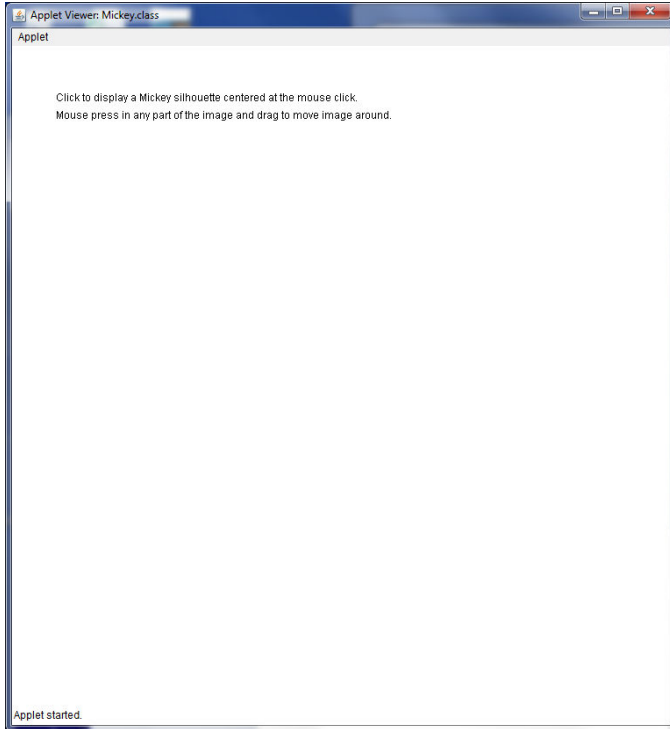 Applet Viewer: Mickey.class
Applet
Click to display a Mickey silhouette centered at the mouse click.
Mouse press in any part of the image and drag to move image around.
Applet started.